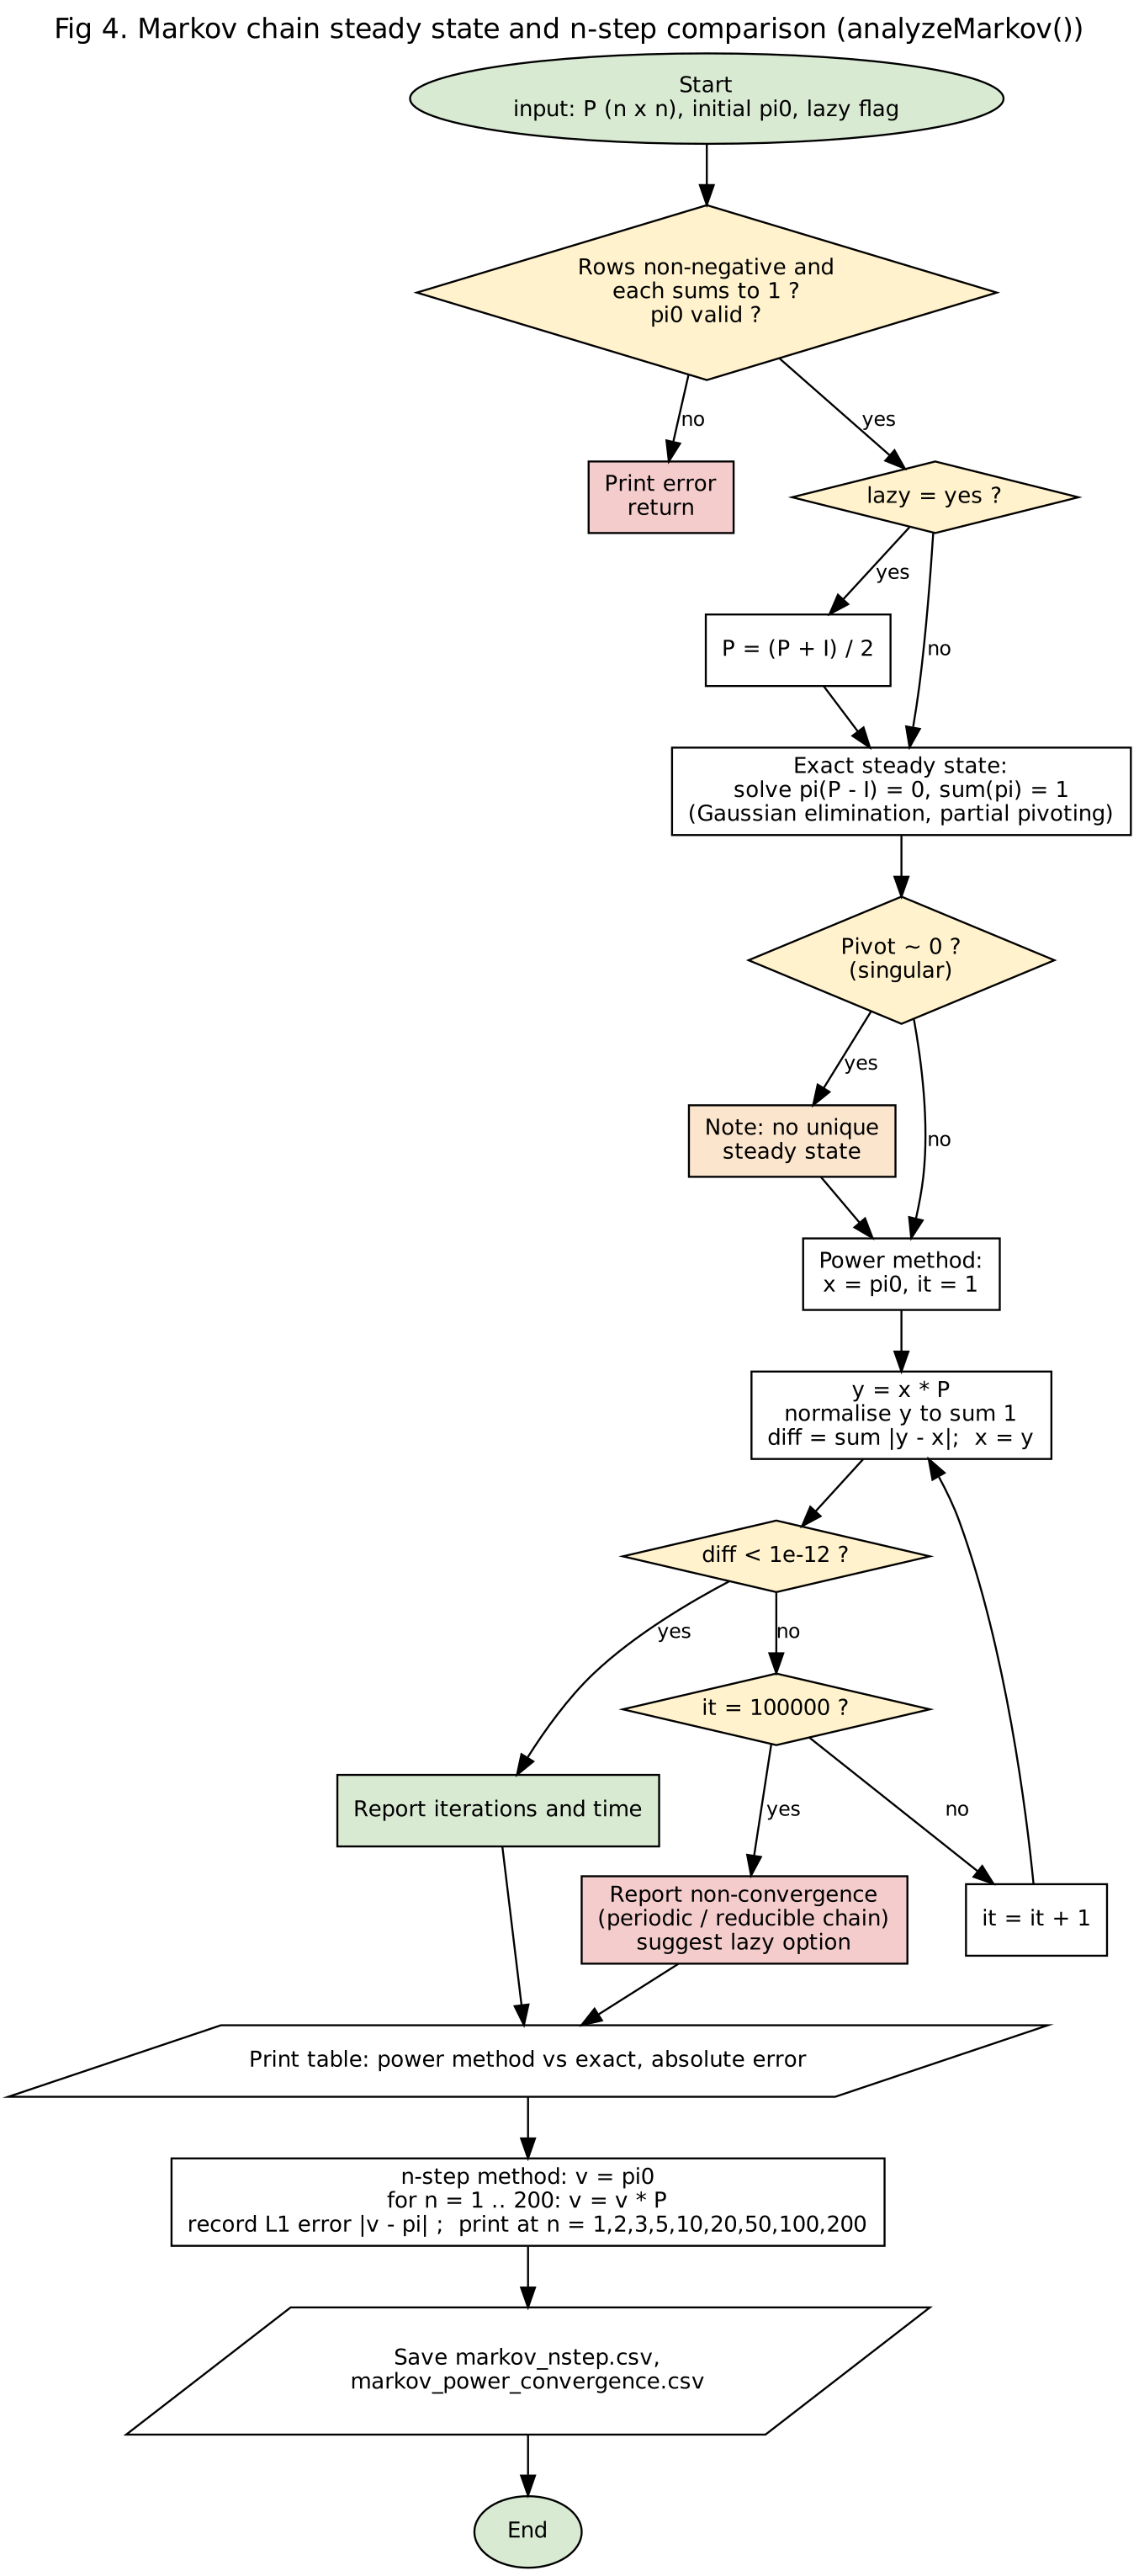 Fig 4. Markov chain steady state and n-step comparison (analyzeMarkov())
Start
input: P (n x n), initial pi0, lazy flag
Rows non-negative and
each sums to 1 ?
pi0 valid ?
no
yes
Print error
return
lazy = yes ?
yes
no
P = (P + I) / 2
Exact steady state:
solve pi(P - I) = 0, sum(pi) = 1
(Gaussian elimination, partial pivoting)
Pivot ~ 0 ?
(singular)
yes
no
Note: no unique
steady state
Power method:
x = pi0, it = 1
y = x * P
normalise y to sum 1
diff = sum |y - x|;  x = y
diff < 1e-12 ?
yes
no
it = 100000 ?
yes
no
Report iterations and time
Report non-convergence
(periodic / reducible chain)
suggest lazy option
it = it + 1
Print table: power method vs exact, absolute error
n-step method: v = pi0
for n = 1 .. 200: v = v * P
record L1 error |v - pi| ;  print at n = 1,2,3,5,10,20,50,100,200
Save markov_nstep.csv,
markov_power_convergence.csv
End